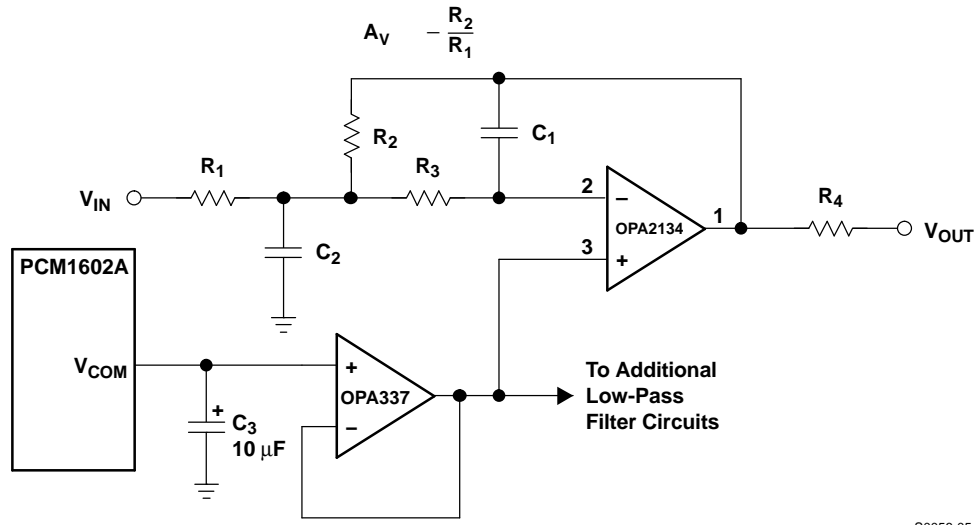 A_V - R_2/R_1
R_2
C_1
R_1
R_3
V_IN
2
−
OPA2134
1
R_4
V_OUT
3
+
C_2
PCM1602A
V_COM
+
OPA337
−
To Additional
Low-Pass
Filter Circuits
+
C_3
10 μF